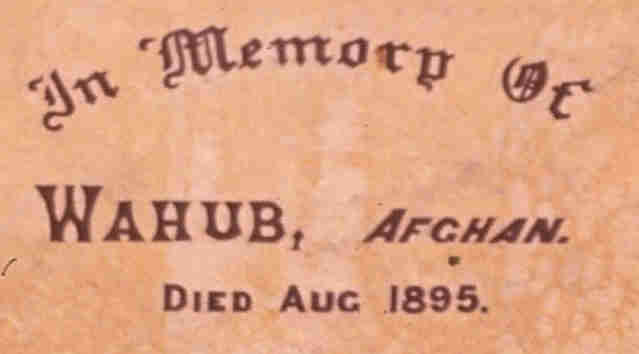 In Memory Of
WAHUB, AFGHAN.
DIED AUG 1895.